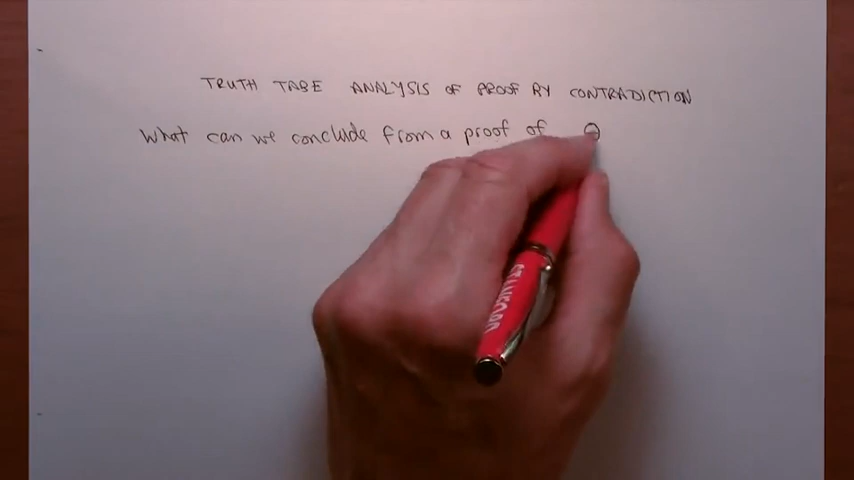 TRUTH TABE ANALYSIS OF PROOF BY CONTRADICTION
What can we conclude from a proof of